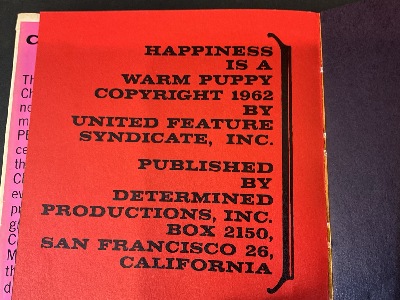 HAPPINESS
IS A
WARM PUPPY
COPYRIGHT 1962
BY
UNITED FEATURE
SYNDICATE, INC.
PUBLISHED
BY
DETERMINED
PRODUCTIONS, INC.
BOX 2150,
SAN FRANCISCO 26,
CALIFORNIA